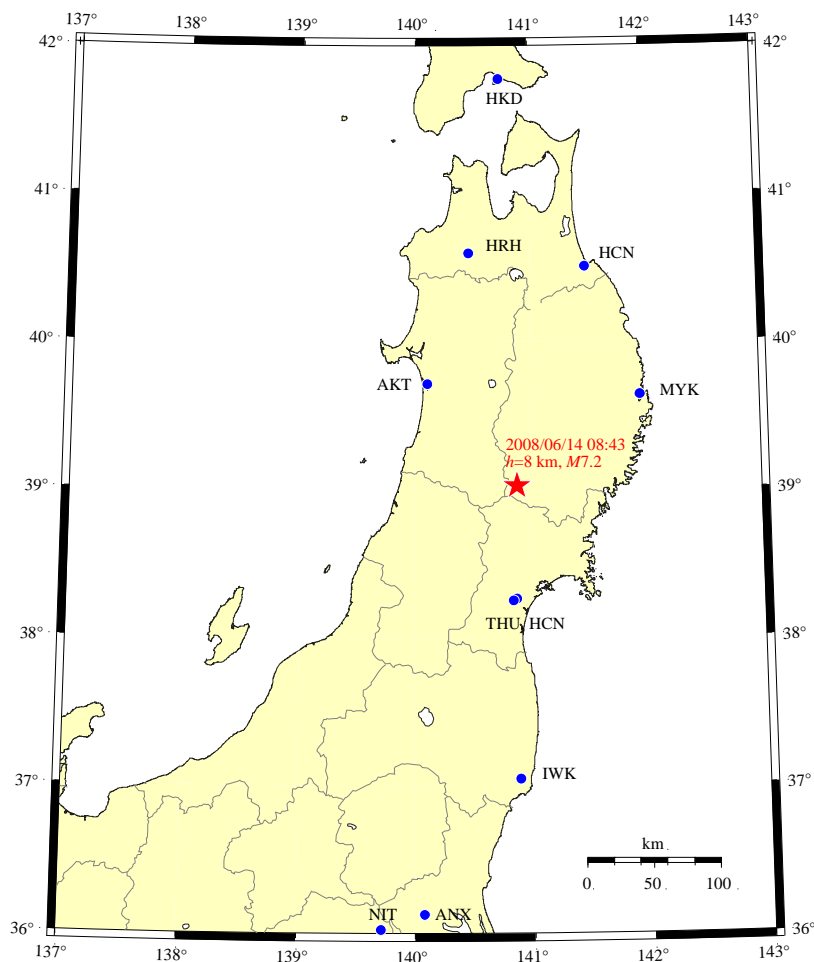 137° 138° 139° 140° 141° 142° 143°
42° 42°
HKD
41° 41°
HRH HCN
40° 40°
AKT MYK
2008/06/14 08:43
h=8 km, M7.2
39° 39°
THU HCN
38° 38°
IWK
37° 37°
km
0 50 100
NIT ANX
36° 36°
137° 138° 139° 140° 141° 142° 143°